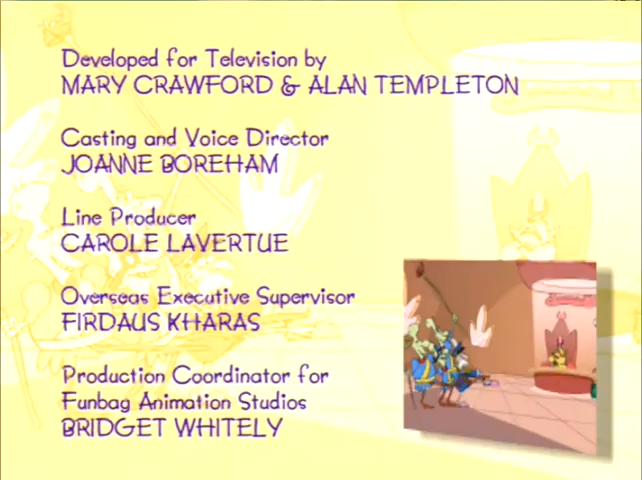 Developed for Television by
MARY CRAWFORD & ALAN TEMPLETON
Casting and Voice Director
JOANNE BOREHAM
Line Producer
CAROLE LAVERTUE
Overseas Executive Supervisor
FIRDAUS KHARAS
Production Coordinator for
Funbag Animation Studios
BRIDGET WHITELY